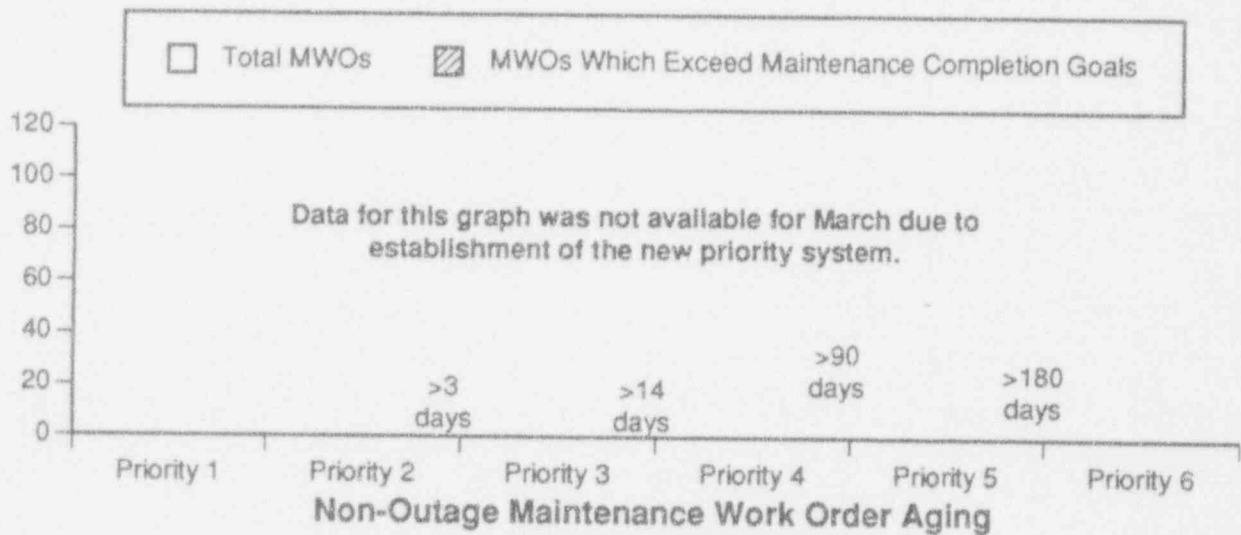 Total MWOs MWOs Which Exceed Maintenance Completion Goals
120
100
80
60
40
20
0
Data for this graph was not available for March due to
establishment of the new priority system.
>3
days
>14
days
>90
days
>180
days
Priority 1 Priority 2 Priority 3 Priority 4 Priority 5 Priority 6
Non-Outage Maintenance Work Order Aging